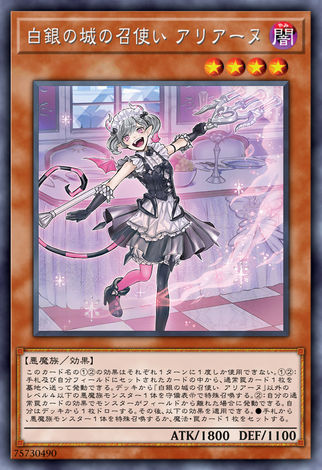 白銀の城の召使い アリアーヌ
やみ
闇
【悪魔族／効果】
このカード名の①②の効果はそれぞれ１ターンに１度しか使用できない。①：
手札及び自分フィールドにセットされたカードの中から、通常罠カード１枚を
墓地へ送って発動できる。デッキから「白銀の城の召使い アリアーヌ」以外の
レベル４以下の悪魔族モンスター１体を守備表示で特殊召喚する。②：自分の通
常罠カードの効果でモンスターがフィールドから離れた場合に発動できる。自
分はデッキから１枚ドローする。その後、以下の効果を適用できる。●手札から
、悪魔族モンスター１体を特殊召喚するか、魔法・罠カード１枚をセットする。
ATK/1800 DEF/1100
75730490